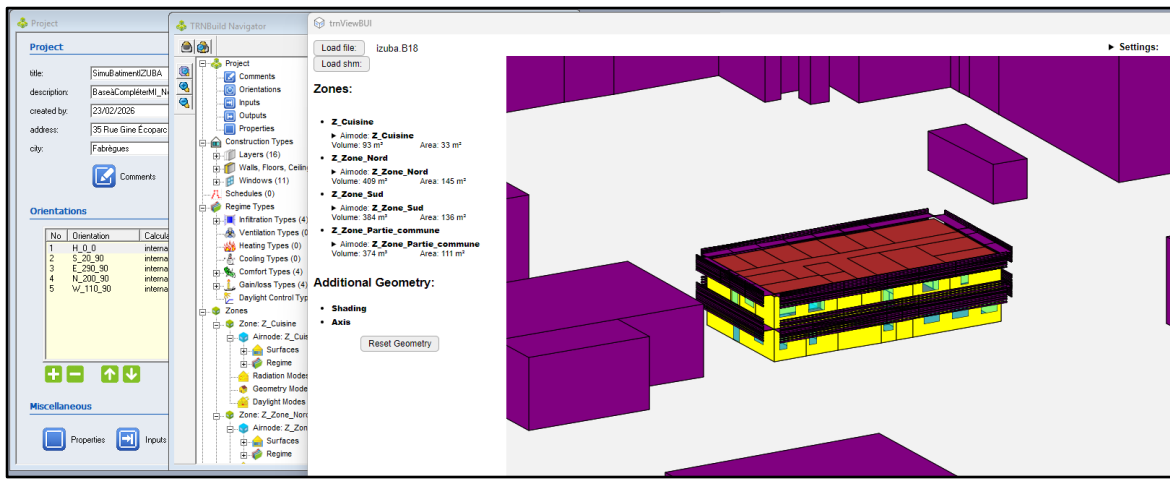 Project
Project
title:
SimuBatimentIZUBA
description:
BaseàCompléterMI_N
created by:
23/02/2026
address:
35 Rue Gine Écoparc
city:
Fabrègues
Comments
Orientations
No Orientation Calcula
1 H_0_0 interna
2 S_20_90 interna
3 E_290_90 interna
4 N_200_90 interna
5 W_110_90 interna
Miscellaneous
Properties Inputs
TRNBuild Navigator
Project
Comments
Orientations
Inputs
Outputs
Properties
Construction Types
Layers (16)
Walls, Floors, Ceilin
Windows (11)
Schedules (0)
Regime Types
Infiltration Types (4)
Ventilation Types (0
Heating Types (0)
Cooling Types (0)
Comfort Types (4)
Gain/loss Types (4)
Daylight Control Typ
Zones
Zone: Z_Cuisine
Airnode: Z_Cuis
Surfaces
Regime
Radiation Modes
Geometry Mode
Daylight Modes
Zone: Z_Zone_Nord
Airnode: Z_Zon
Surfaces
Regime
trnViewBUI
Load file: izuba.B18
Load shm:
► Settings:
Zones:
• Z_Cuisine
► Airnode: Z_Cuisine
Volume: 93 m³ Area: 33 m²
• Z_Zone_Nord
► Airnode: Z_Zone_Nord
Volume: 409 m³ Area: 145 m²
• Z_Zone_Sud
► Airnode: Z_Zone_Sud
Volume: 384 m³ Area: 136 m²
• Z_Zone_Partie_commune
► Airnode: Z_Zone_Partie_commune
Volume: 374 m³ Area: 111 m²
Additional Geometry:
• Shading
• Axis
Reset Geometry